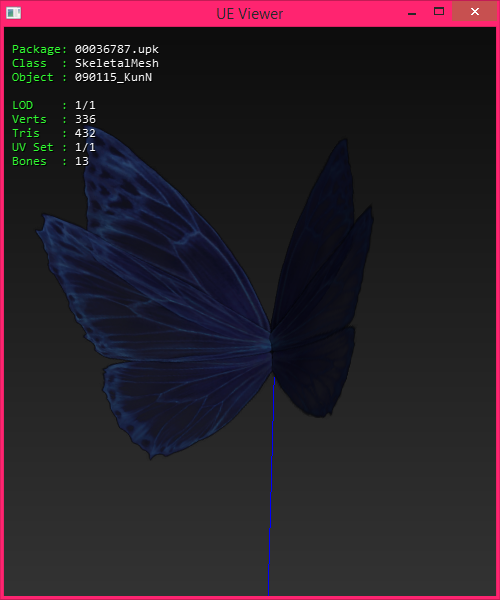 UE Viewer
Package: 00036787.upk
Class : SkeletalMesh
Object : 090115_KunN
LOD : 1/1
Verts : 336
Tris : 432
UV Set : 1/1
Bones : 13